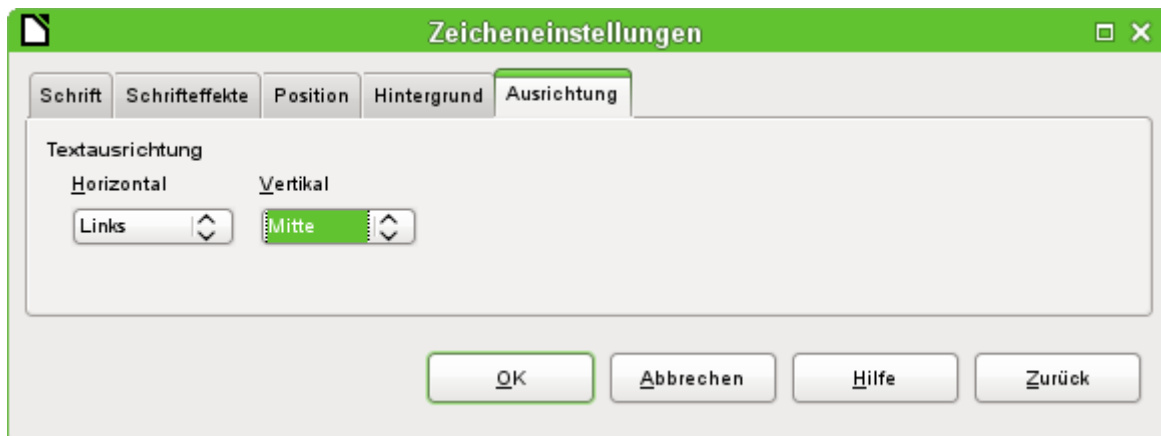 Zeicheneinstellungen
Schrift Schrifteffekte Position Hintergrund Ausrichtung
Textausrichtung
Horizontal Vertikal
Links Mitte
OK Abbrechen Hilfe Zurück